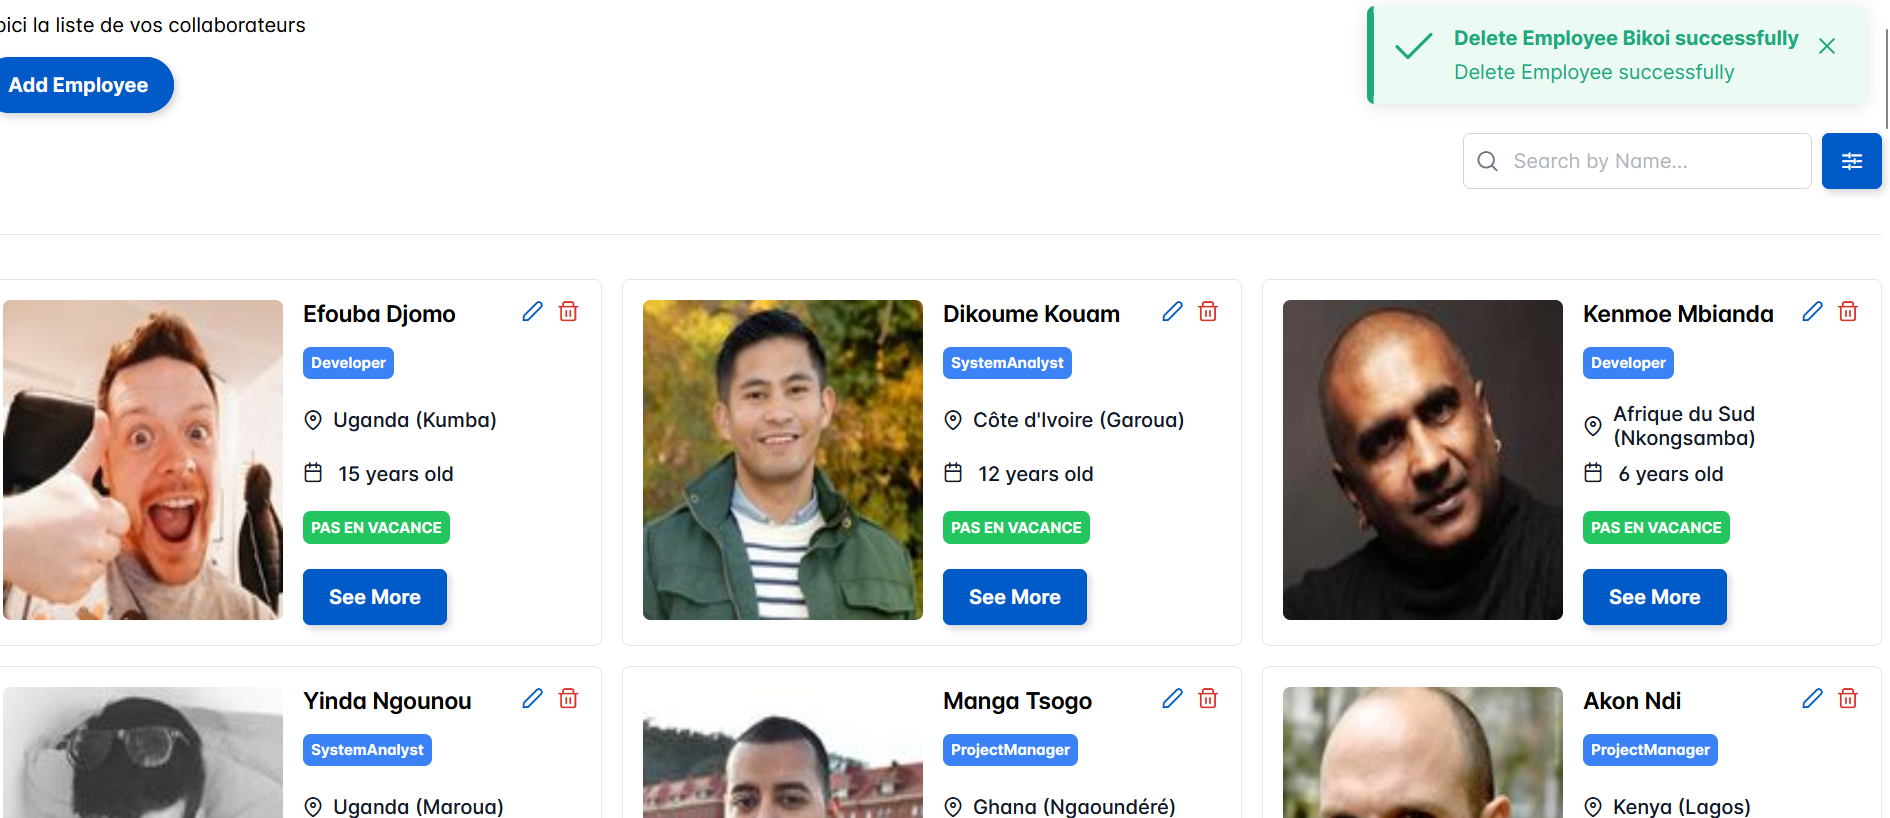 ici la liste de vos collaborateurs
Add Employee
Delete Employee Bikoi successfully
Delete Employee successfully
Search by Name...
Efouba Djomo
Developer
Uganda (Kumba)
15 years old
PAS EN VACANCE
See More
Dikoume Kouam
SystemAnalyst
Côte d'Ivoire (Garoua)
12 years old
PAS EN VACANCE
See More
Kenmoe Mbianda
Developer
Afrique du Sud
(Nkongsamba)
6 years old
PAS EN VACANCE
See More
Yinda Ngounou
SystemAnalyst
Uganda (Maroua)
Manga Tsogo
ProjectManager
Ghana (Ngaoundéré)
Akon Ndi
ProjectManager
Kenya (Lagos)